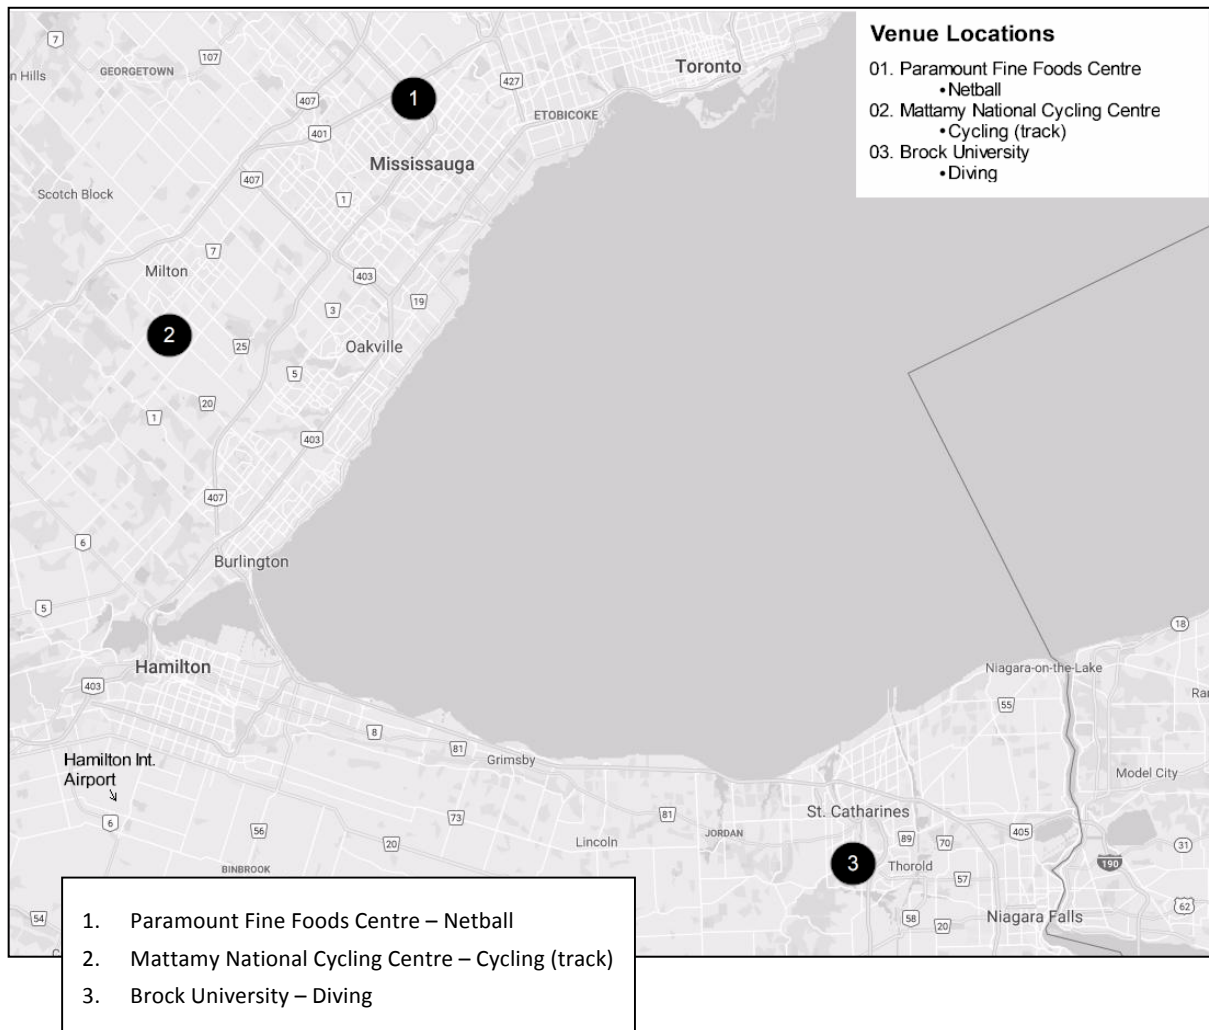 Venue Locations
01. Paramount Fine Foods Centre
•Netball
02. Mattamy National Cycling Centre
•Cycling (track)
03. Brock University
•Diving
7
107
n Hills
GEORGETOWN
407
1
427
Toronto
ETOBICOKE
401
Mississauga
407
Scotch Block
1
7
Milton
403
3
19
2
25
Oakville
5
20
1
403
407
6
Burlington
5
18
Hamilton
Niagara-on-the-Lake
403
Ra
55
8
81
Grimsby
Hamilton Int.
Airport
Model City
6
73
81
St. Catharines
56
JORDAN
89
70
405
20
Lincoln
31
3
Thorold
190
BINBROOK
57
62
54
58
20
Niagara Falls
1. Paramount Fine Foods Centre – Netball
2. Mattamy National Cycling Centre – Cycling (track)
3. Brock University – Diving